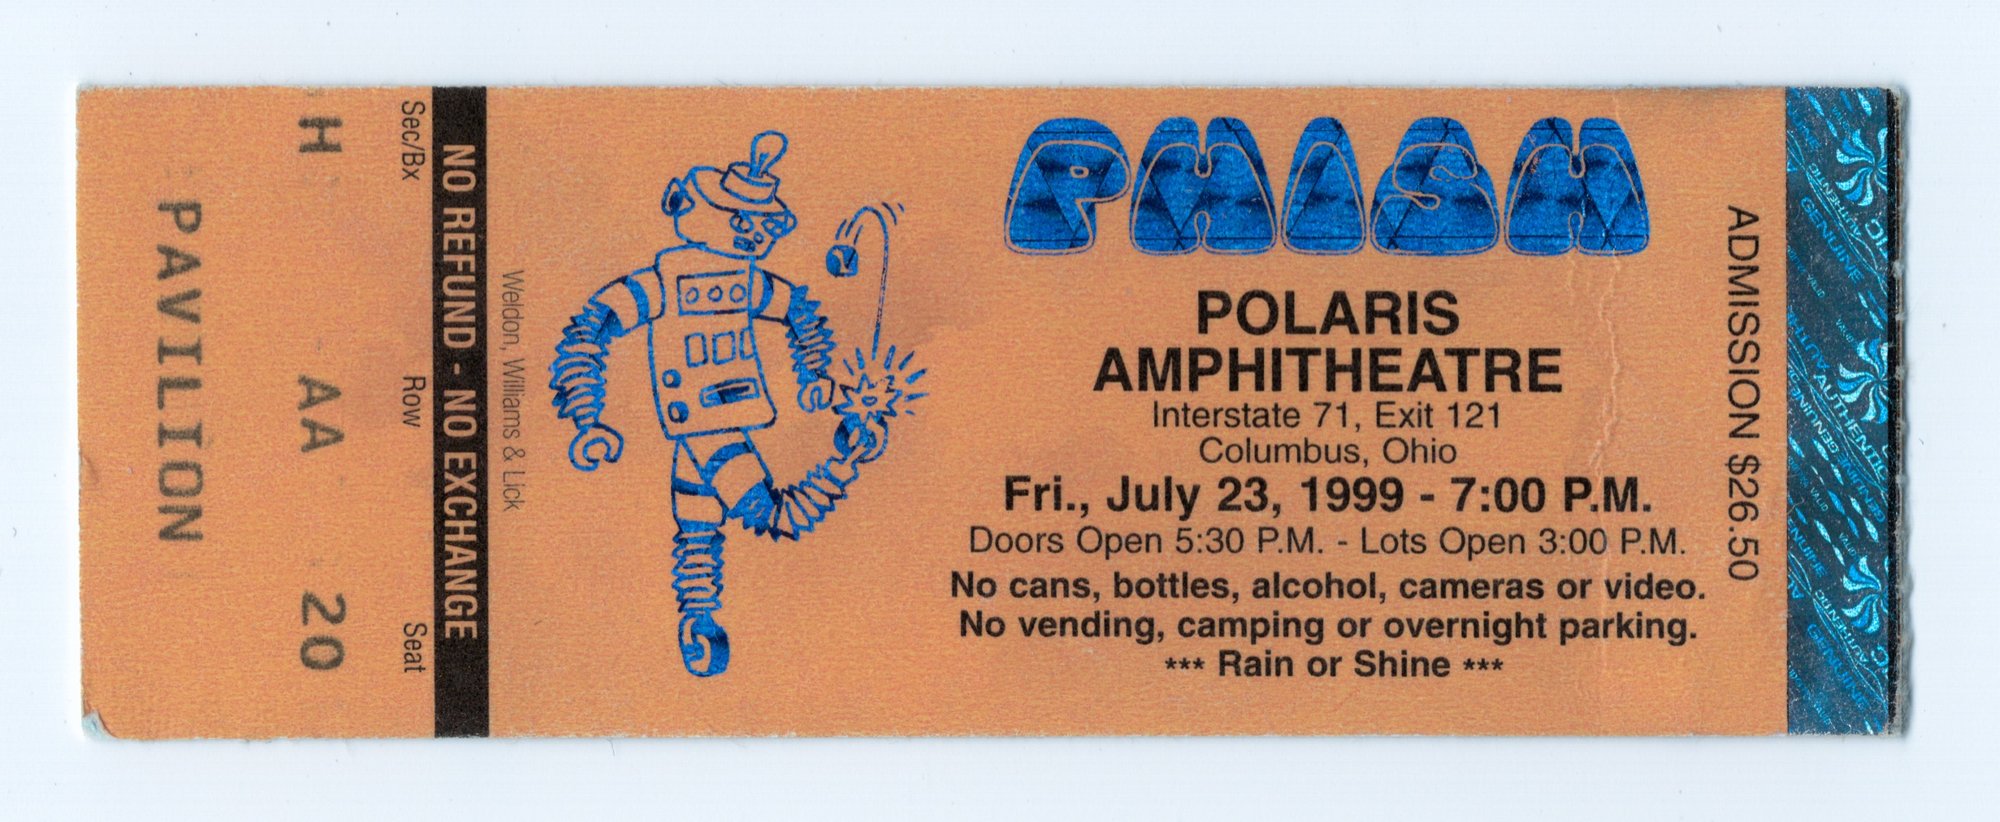 PAVILION
H AA 20
Sec/Bx Row Seat
NO REFUND - NO EXCHANGE
Weldon, Williams & Lick
PHISH
POLARIS
AMPHITHEATRE
Interstate 71, Exit 121
Columbus, Ohio
Fri., July 23, 1999 - 7:00 P.M.
Doors Open 5:30 P.M. - Lots Open 3:00 P.M.
No cans, bottles, alcohol, cameras or video.
No vending, camping or overnight parking.
*** Rain or Shine ***
ADMISSION $26.50
GENUINE
AUTHENTIC